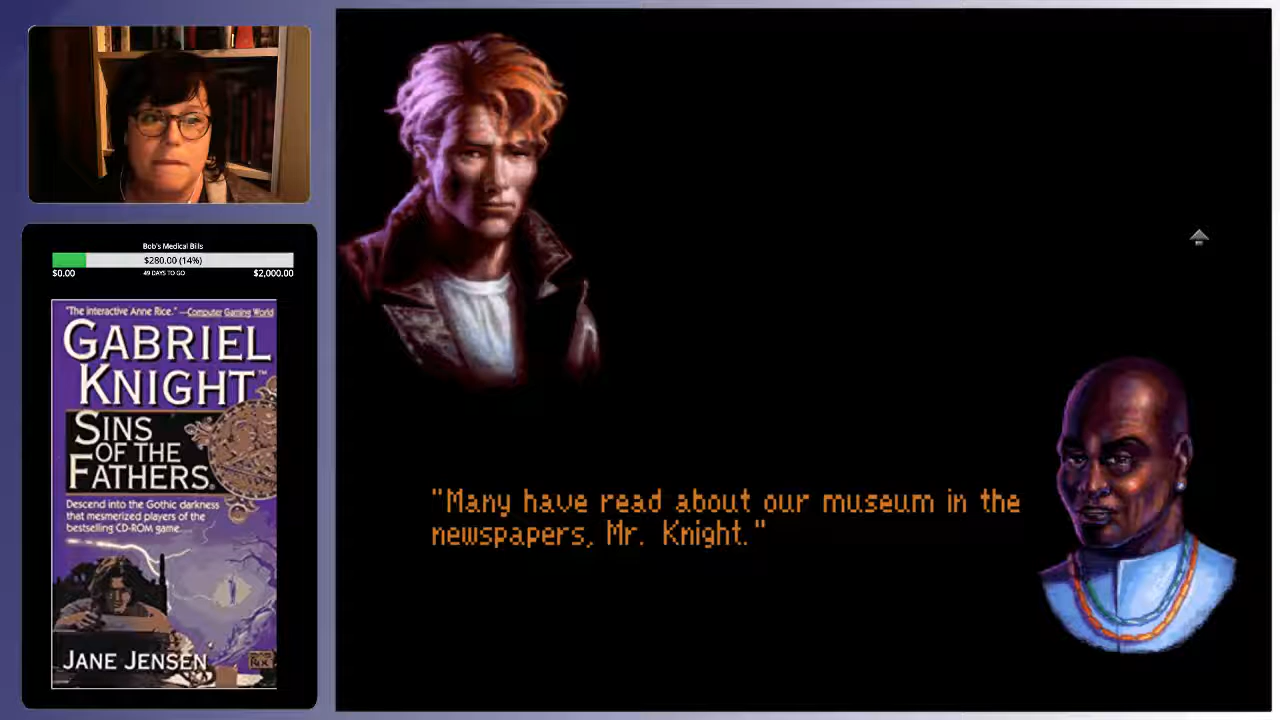 Bob's Medical Bills
$280.00 (14%)
$0.00 49 DAYS TO GO $2,000.00
"The interactive Anne Rice." —Computer Gaming World
GABRIEL
KNIGHT™
SINS
OF THE
FATHERS®
Descend into the Gothic darkness
that mesmerized players of the
bestselling CD-ROM game....
JANE JENSEN
ROC
"Many have read about our museum in the
newspapers, Mr. Knight."